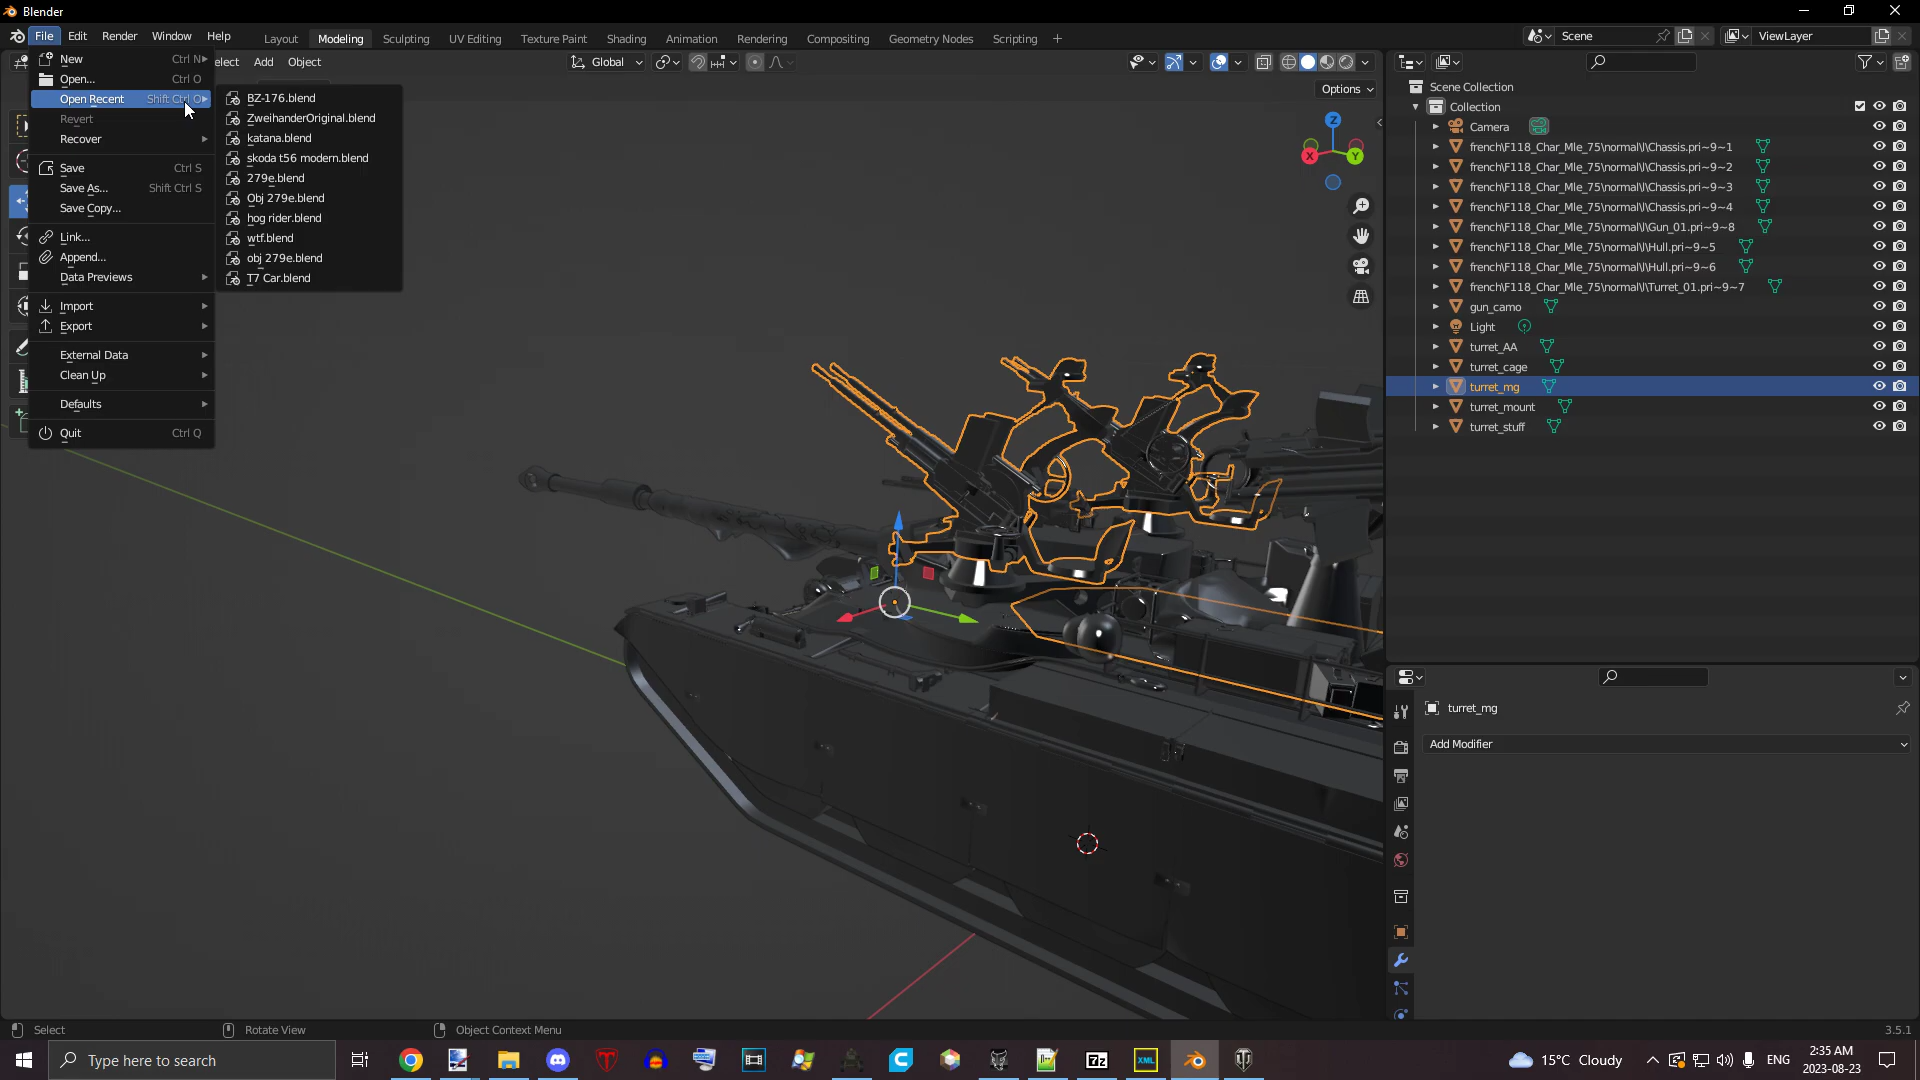 Blender
File Edit Render Window Help
Layout Modeling Sculpting UV Editing Texture Paint Shading Animation Rendering Compositing Geometry Nodes Scripting +
Scene
ViewLayer
elect Add Object
Global
Options
New Ctrl N
Open... Ctrl O
Open Recent Shift Ctrl O
Revert
Recover
Save Ctrl S
Save As... Shift Ctrl S
Save Copy...
Link...
Append...
Data Previews
Import
Export
External Data
Clean Up
Defaults
Quit Ctrl Q
BZ-176.blend
ZweihanderOriginal.blend
katana.blend
skoda t56 modern.blend
279e.blend
Obj 279e.blend
hog rider.blend
wtf.blend
obj 279e.blend
T7 Car.blend
Z
X
Y
Scene Collection
Collection
Camera
french\F118_Char_Mle_75\normal\l\Chassis.pri~9~1
french\F118_Char_Mle_75\normal\l\Chassis.pri~9~2
french\F118_Char_Mle_75\normal\l\Chassis.pri~9~3
french\F118_Char_Mle_75\normal\l\Chassis.pri~9~4
french\F118_Char_Mle_75\normal\l\Gun_01.pri~9~8
french\F118_Char_Mle_75\normal\l\Hull.pri~9~5
french\F118_Char_Mle_75\normal\l\Hull.pri~9~6
french\F118_Char_Mle_75\normal\l\Turret_01.pri~9~7
gun_camo
Light
turret_AA
turret_cage
turret_mg
turret_mount
turret_stuff
turret_mg
Add Modifier
Select
Rotate View
Object Context Menu
3.5.1
Type here to search
7z
XML
15°C Cloudy
ENG
2:35 AM
2023-08-23